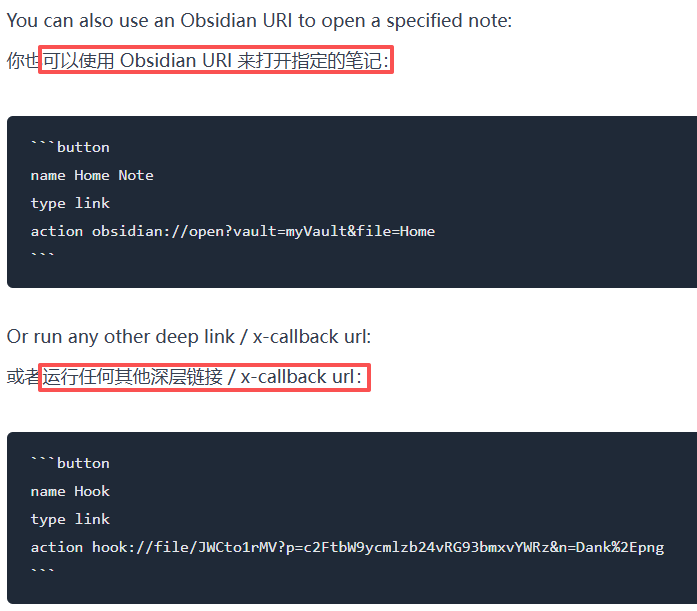 You can also use an Obsidian URI to open a specified note:
你也可以使用 Obsidian URI 来打开指定的笔记：
```button
name Home Note
type link
action obsidian://open?vault=myVault&file=Home
```
Or run any other deep link / x-callback url:
或者运行任何其他深层链接 / x-callback url：
```button
name Hook
type link
action hook://file/JWCto1rMV?p=c2FtbW9ycmlzb24vRG93bmxvYWRz&n=Dank%2Epng
```